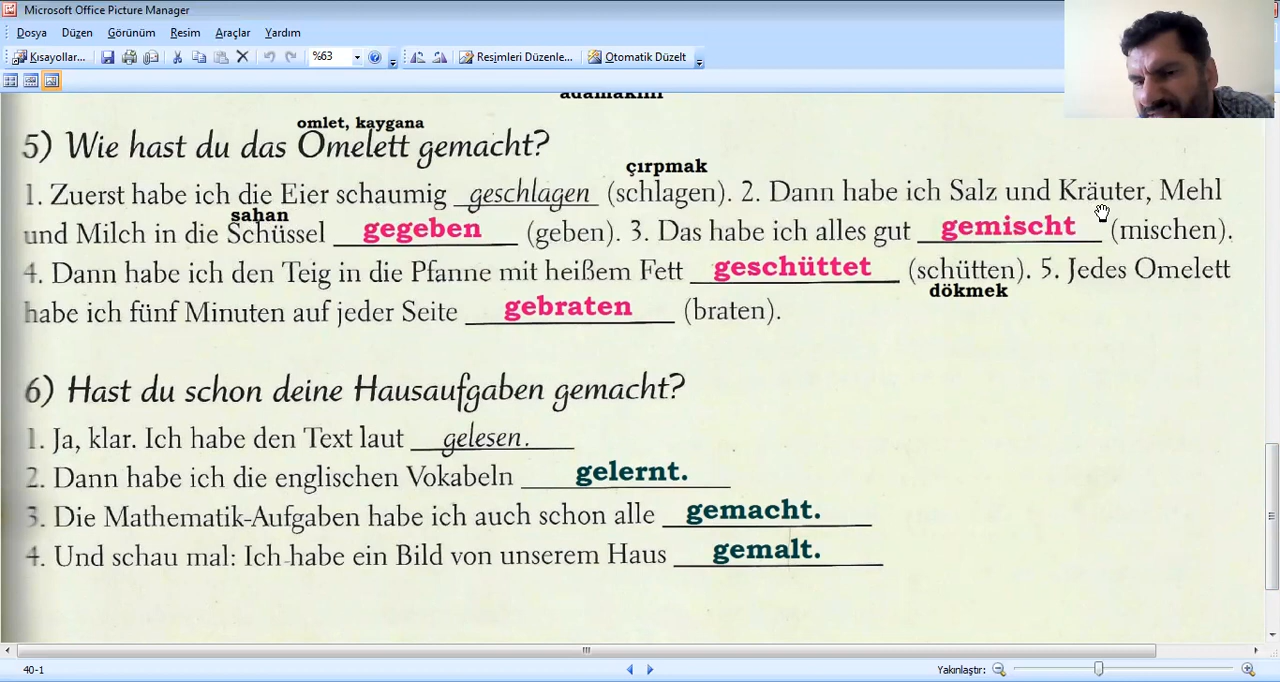 Microsoft Office Picture Manager
Dosya Düzen Görünüm Resim Araçlar Yardım
Kısayollar... %63 Resimleri Düzenle... Otomatik Düzelt
adamakıllı
omlet, kaygana
5) Wie hast du das Omelett gemacht?
çırpmak
1. Zuerst habe ich die Eier schaumig geschlagen (schlagen). 2. Dann habe ich Salz und Kräuter, Mehl
sahan
und Milch in die Schüssel gegeben (geben). 3. Das habe ich alles gut gemischt (mischen).
4. Dann habe ich den Teig in die Pfanne mit heißem Fett geschüttet (schütten). 5. Jedes Omelett
dökmek
habe ich fünf Minuten auf jeder Seite gebraten (braten).
6) Hast du schon deine Hausaufgaben gemacht?
1. Ja, klar. Ich habe den Text laut gelesen.
2. Dann habe ich die englischen Vokabeln gelernt.
3. Die Mathematik-Aufgaben habe ich auch schon alle gemacht.
4. Und schau mal: Ich habe ein Bild von unserem Haus gemalt.
40-1 Yakınlaştır: